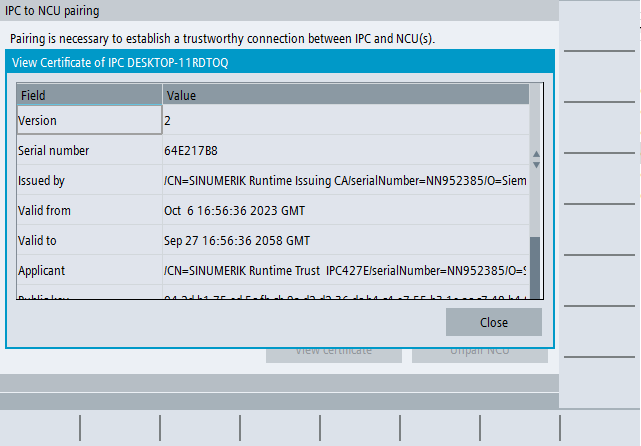 IPC to NCU pairing
Pairing is necessary to establish a trustworthy connection between IPC and NCU(s).
View Certificate of IPC DESKTOP-11RDTOQ
Field Value
Version 2
Serial number 64E217B8
Issued by /CN=SINUMERIK Runtime Issuing CA/serialNumber=NN952385/O=Siem
Valid from Oct 6 16:56:36 2023 GMT
Valid to Sep 27 16:56:36 2058 GMT
Applicant /CN=SINUMERIK Runtime Trust IPC427E/serialNumber=NN952385/O=S
Public key
Close
View certificate Unpair NCU